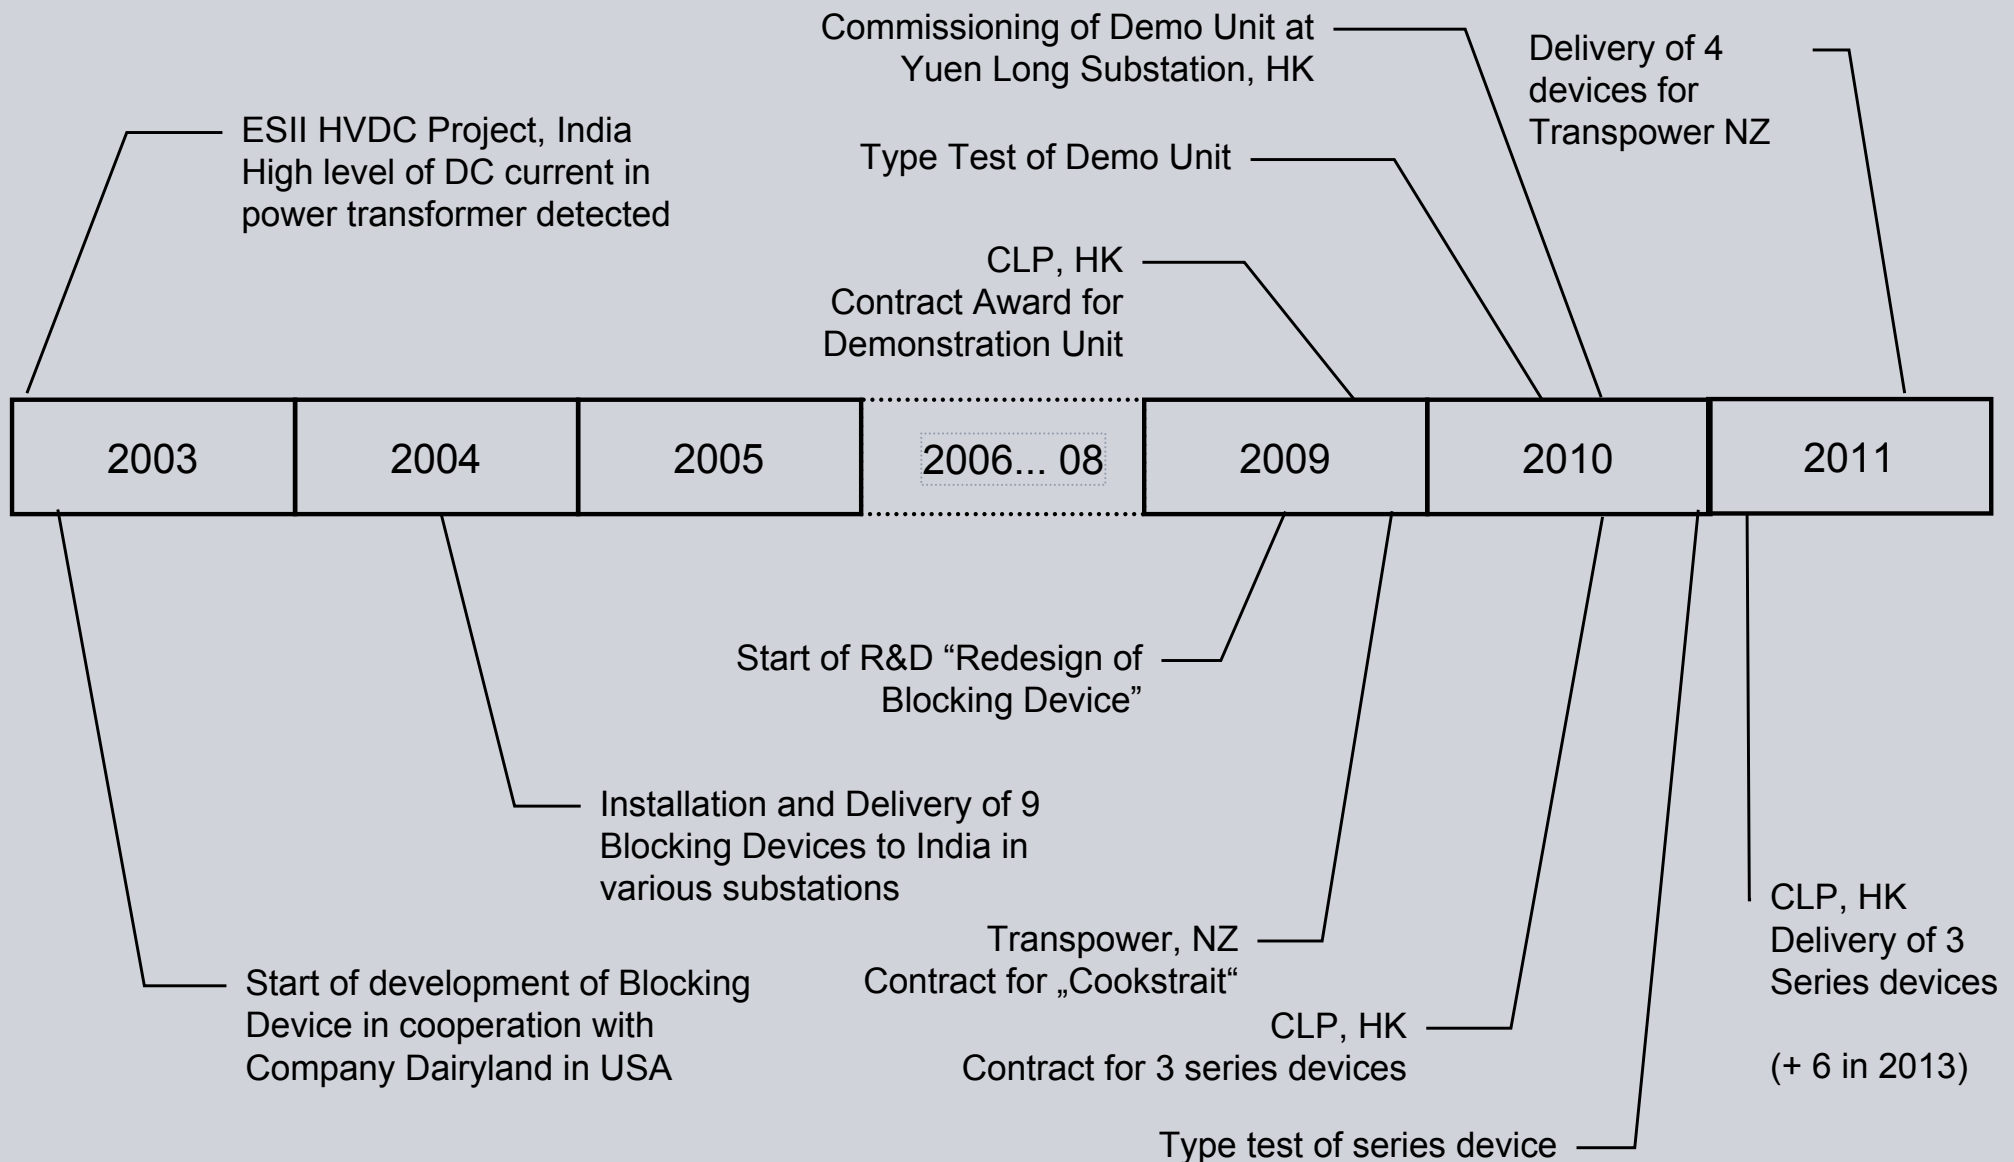 Commissioning of Demo Unit at
Yuen Long Substation, HK
Delivery of 4
devices for
Transpower NZ
ESII HVDC Project, India
High level of DC current in
power transformer detected
Type Test of Demo Unit
CLP, HK
Contract Award for
Demonstration Unit
2003
2004
2005
2006... 08
2009
2010
2011
Start of R&D “Redesign of
Blocking Device”
Installation and Delivery of 9
Blocking Devices to India in
various substations
Transpower, NZ
Contract for „Cookstrait“
CLP, HK
Delivery of 3
Series devices
(+ 6 in 2013)
Start of development of Blocking
Device in cooperation with
Company Dairyland in USA
CLP, HK
Contract for 3 series devices
Type test of series device